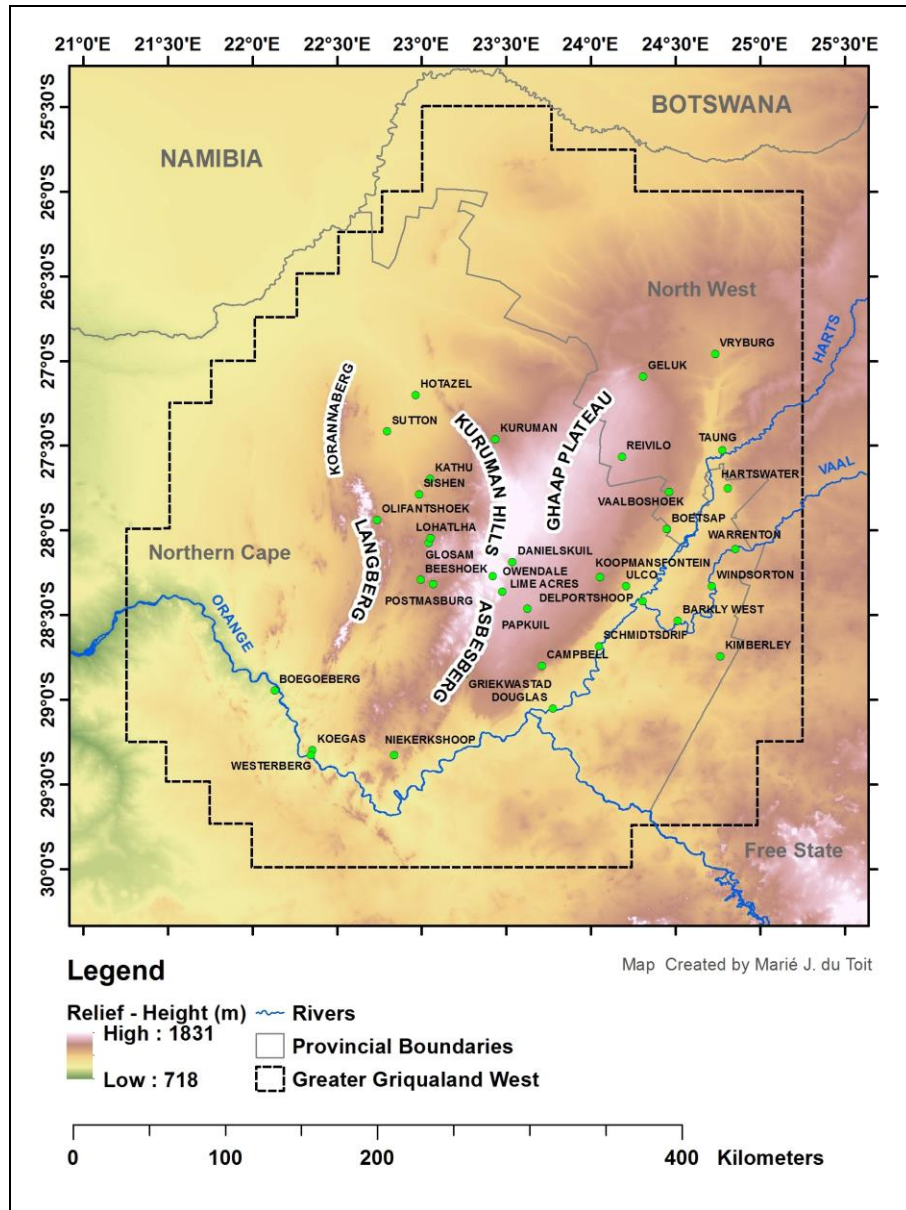 21°0'E 21°30'E 22°0'E 22°30'E 23°0'E 23°30'E 24°0'E 24°30'E 25°0'E 25°30'E
25°30'S
26°0'S
26°30'S
27°0'S
27°30'S
28°0'S
28°30'S
29°0'S
29°30'S
30°0'S
BOTSWANA
NAMIBIA
North West
HARTS
VRYBURG
GELUK
HOTAZEL
KORANNABERG
SUTTON
KURUMAN HILLS
KURUMAN
GHAAP PLATEAU
REIVILO
TAUNG
VAAL
KATHU
SISHEN
HARTSWATER
VAALBOSHOEK
OLIFANTSHOEK
LANGBERG
LOHATLHA
BOETSAP
WARRENTON
Northern Cape
GLOSAM
BEESHOEK
DANIELSKUIL
OWENDALE
LIME ACRES
KOOPMANSFONTEIN
ULCO
WINDSORTON
POSTMASBURG
DELPORTSHOOP
ORANGE
ASBESBERG
PAPKUIL
BARKLY WEST
SCHMIDTSDRIF
KIMBERLEY
CAMPBELL
BOEGOEBERG
GRIEKWASTAD
DOUGLAS
KOEGAS
NIEKERKSHOOP
WESTERBERG
Free State
Legend
Map Created by Marié J. du Toit
Relief - Height (m)
High : 1831
Low : 718
Rivers
Provincial Boundaries
Greater Griqualand West
0 100 200 400 Kilometers